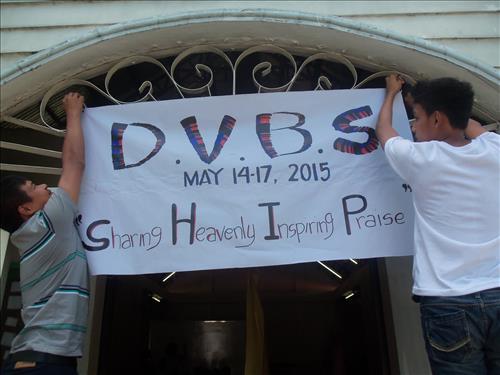 D.V.B.S
MAY 14-17, 2015
"Sharing Heavenly Inspiring Praise"